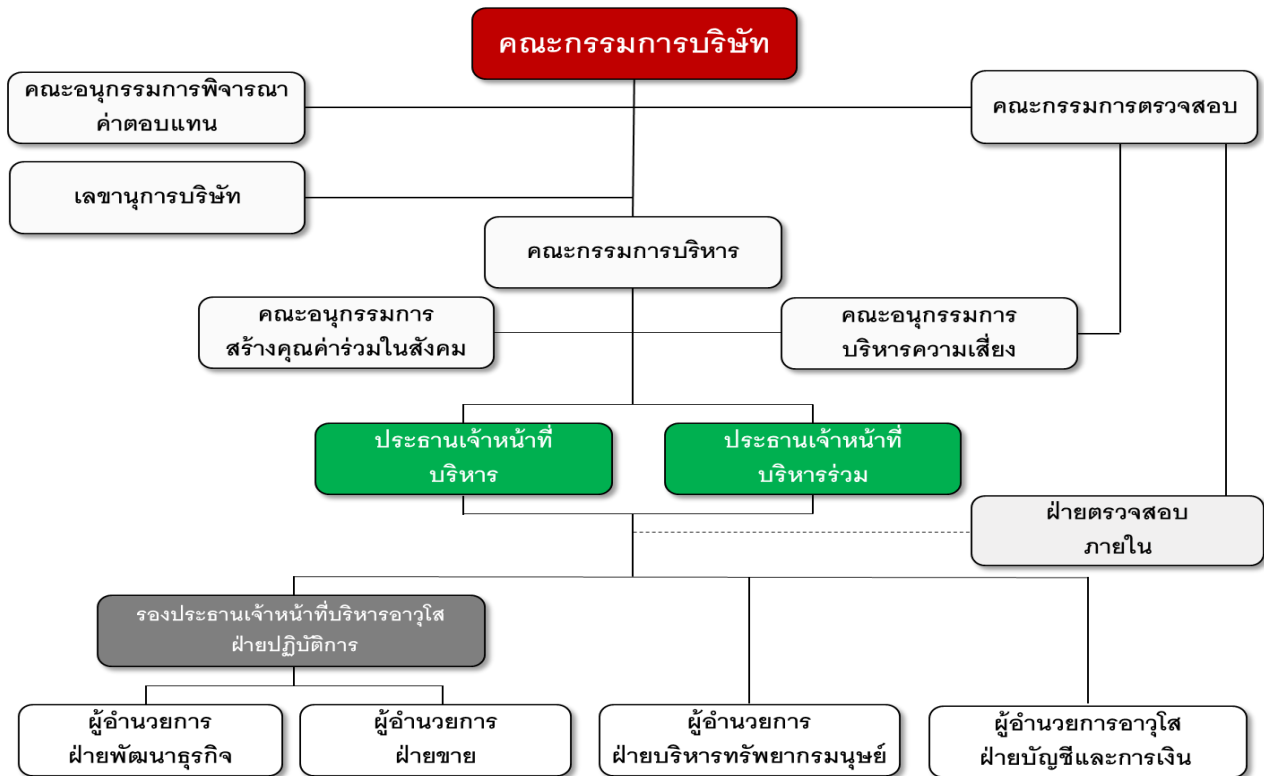 คณะกรรมการบริษัท
คณะอนุกรรมการพิจารณา
ค่าตอบแทน
คณะกรรมการตรวจสอบ
เลขานุการบริษัท
คณะกรรมการบริหาร
คณะอนุกรรมการ
สร้างคุณค่าร่วมในสังคม
คณะอนุกรรมการ
บริหารความเสี่ยง
ประธานเจ้าหน้าที่
บริหาร
ประธานเจ้าหน้าที่
บริหารร่วม
ฝ่ายตรวจสอบ
ภายใน
รองประธานเจ้าหน้าที่บริหารอาวุโส
ฝ่ายปฏิบัติการ
ผู้อำนวยการ
ฝ่ายพัฒนาธุรกิจ
ผู้อำนวยการ
ฝ่ายขาย
ผู้อำนวยการ
ฝ่ายบริหารทรัพยากรมนุษย์
ผู้อำนวยการอาวุโส
ฝ่ายบัญชีและการเงิน